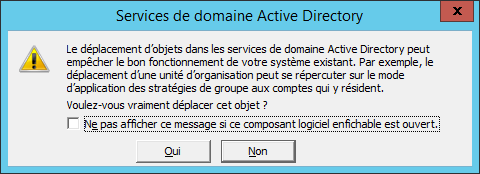 Services de domaine Active Directory
Le déplacement d'objets dans les services de domaine Active Directory peut
empêcher le bon fonctionnement de votre système existant. Par exemple, le
déplacement d'une unité d'organisation peut se répercuter sur le mode
d'application des stratégies de groupe aux comptes qui y résident.
Voulez-vous vraiment déplacer cet objet ?
Ne pas afficher ce message si ce composant logiciel enfichable est ouvert.
Oui
Non